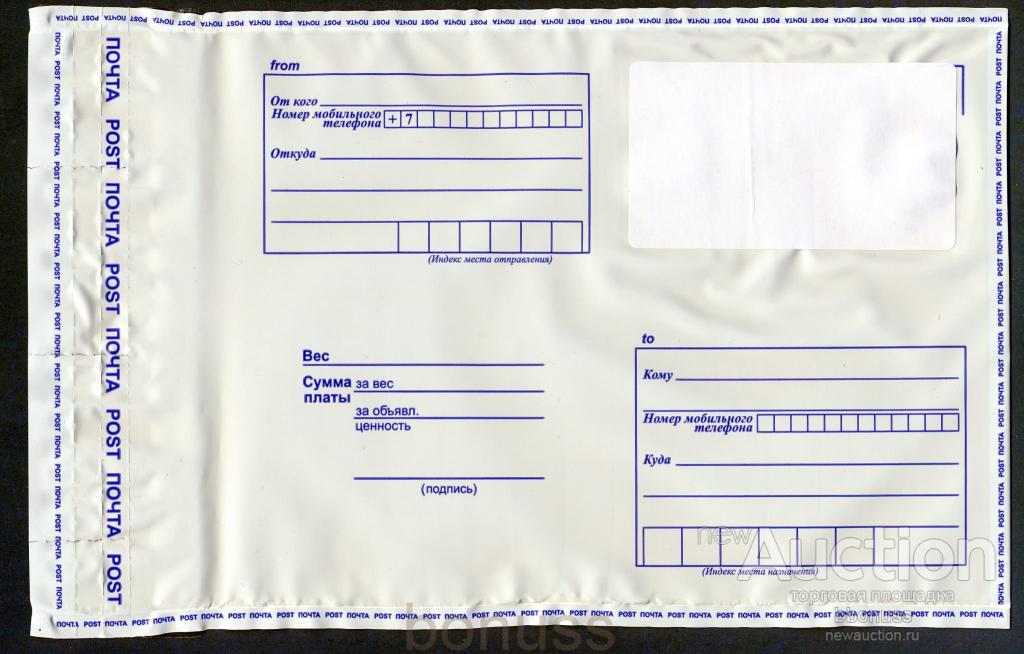 ПОЧТА POST ПОЧТА POST ПОЧТА POST ПОЧТА POST
from
От кого
Номер мобильного
телефона +7
Откуда
(Индекс места отправления)
to
Вес
Кому
Сумма за вес
платы
за объявл.
ценность
Номер мобильного
телефона
Куда
(подпись)
(Индекс места назначения)
newAuction
торговая площадка
bbonuss
newauction.ru
bonuss